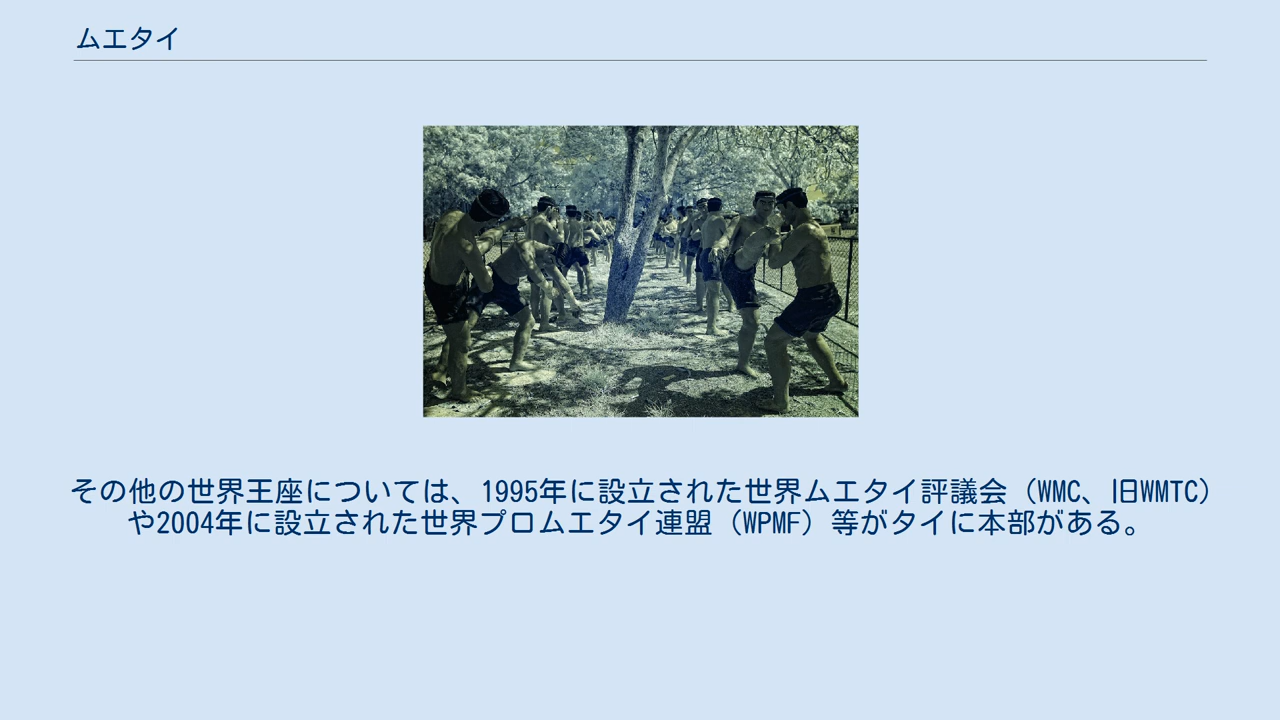 ムエタイ
その他の世界王座については、1995年に設立された世界ムエタイ評議会（WMC、旧WMTC）
や2004年に設立された世界プロムエタイ連盟（WPMF）等がタイに本部がある。